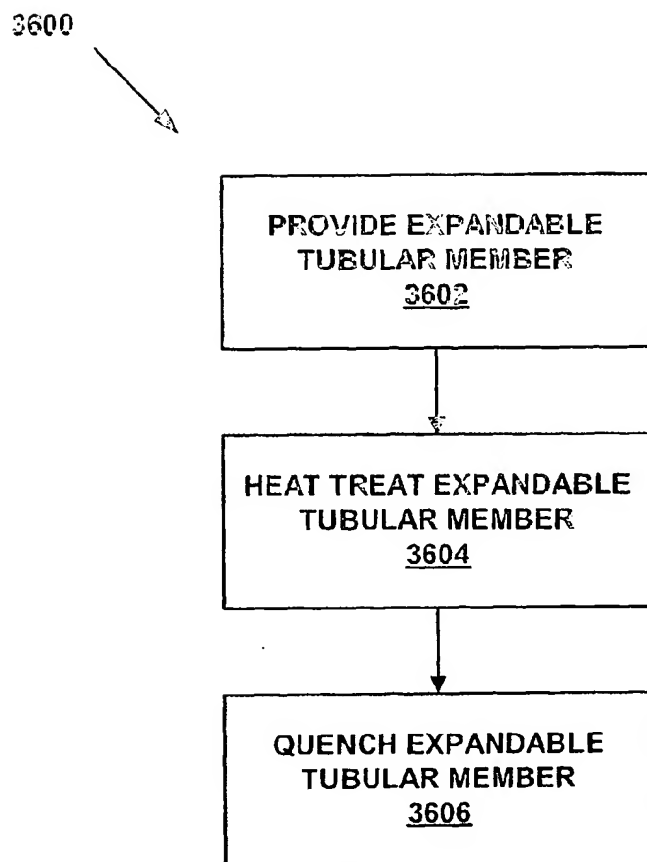 3600
PROVIDE EXPANDABLE
TUBULAR MEMBER
3602
HEAT TREAT EXPANDABLE
TUBULAR MEMBER
3604
QUENCH EXPANDABLE
TUBULAR MEMBER
3606